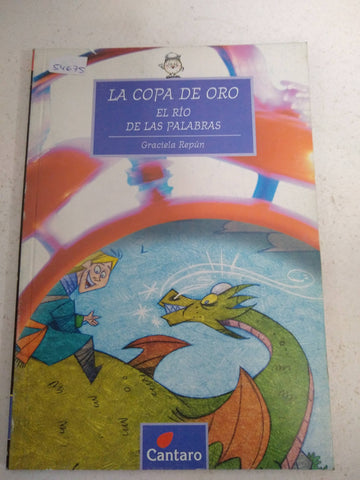 54675
LA COPA DE ORO
EL RÍO
DE LAS PALABRAS
Graciela Repún
Cantaro